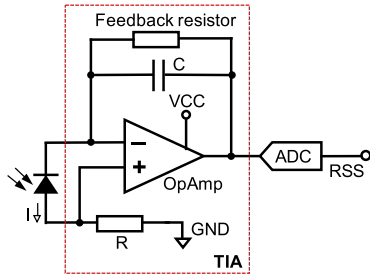 Feedback resistor
C
VCC
−
+
OpAmp
ADC
RSS
I
R
GND
TIA